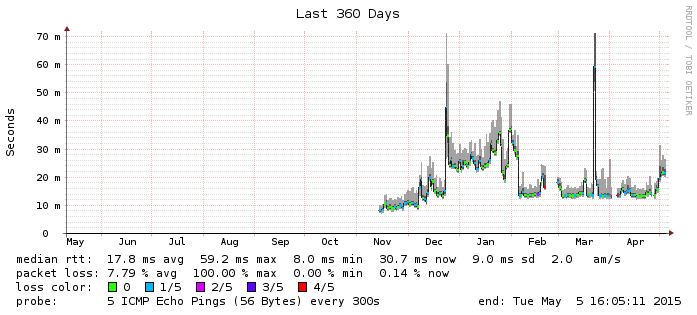 Last 360 Days
RRDTOOL / TOBI OETIKER
Seconds
70 m
60 m
50 m
40 m
30 m
20 m
10 m
0
May Jun Jul Aug Sep Oct Nov Dec Jan Feb Mar Apr
median rtt: 17.8 ms avg 59.2 ms max 8.0 ms min 30.7 ms now 9.0 ms sd 2.0 am/s
packet loss: 7.79 % avg 100.00 % max 0.00 % min 0.14 % now
loss color: 0 1/5 2/5 3/5 4/5
probe: 5 ICMP Echo Pings (56 Bytes) every 300s end: Tue May 5 16:05:11 2015